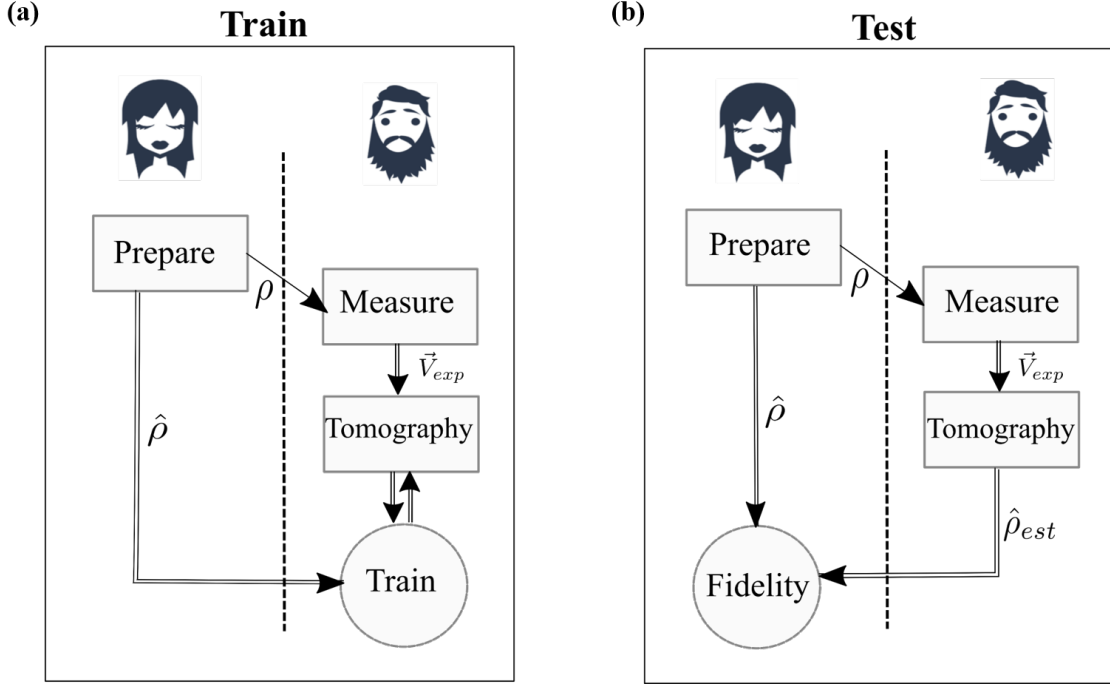 (a)
Train
Prepare
ρ
Measure
V⃗exp
Tomography
ρ̂
Train
(b)
Test
Prepare
ρ
Measure
V⃗exp
ρ̂
Tomography
ρ̂est
Fidelity